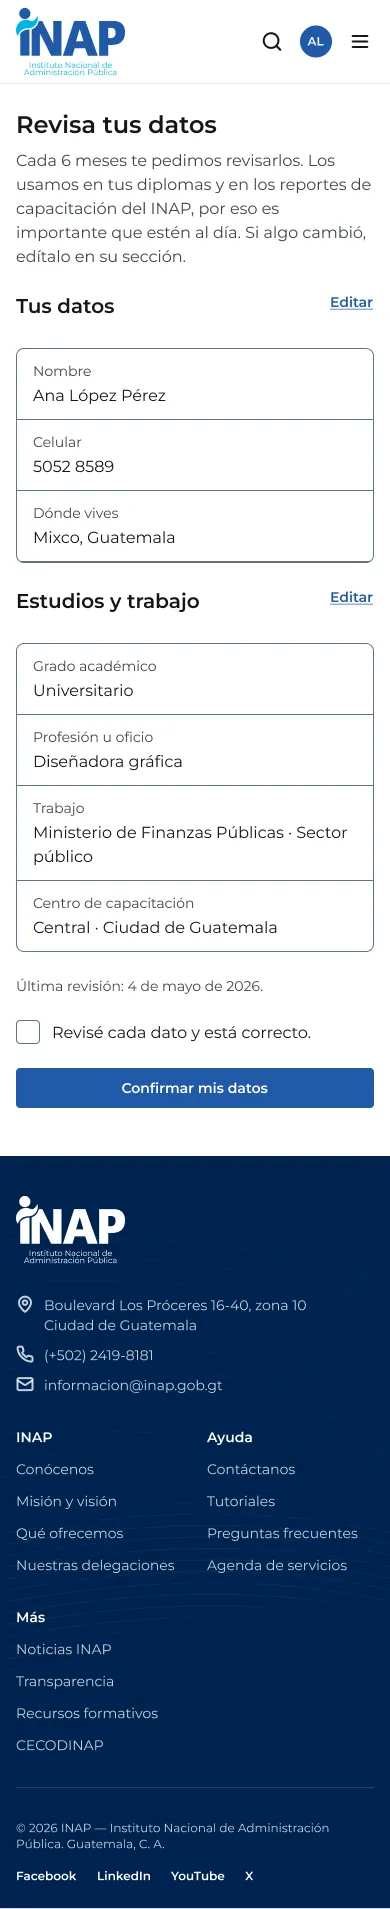 iNAP
Instituto Nacional de
Administración Pública
AL
Revisa tus datos
Cada 6 meses te pedimos revisarlos. Los
usamos en tus diplomas y en los reportes de
capacitación del INAP, por eso es
importante que estén al día. Si algo cambió,
edítalo en su sección.
Tus datos
Editar
Nombre
Ana López Pérez
Celular
5052 8589
Dónde vives
Mixco, Guatemala
Estudios y trabajo
Editar
Grado académico
Universitario
Profesión u oficio
Diseñadora gráfica
Trabajo
Ministerio de Finanzas Públicas · Sector
público
Centro de capacitación
Central · Ciudad de Guatemala
Última revisión: 4 de mayo de 2026.
Revisé cada dato y está correcto.
Confirmar mis datos
iNAP
Instituto Nacional de
Administración Pública
Boulevard Los Próceres 16-40, zona 10
Ciudad de Guatemala
(+502) 2419-8181
informacion@inap.gob.gt
INAP
Conócenos
Misión y visión
Qué ofrecemos
Nuestras delegaciones
Ayuda
Contáctanos
Tutoriales
Preguntas frecuentes
Agenda de servicios
Más
Noticias INAP
Transparencia
Recursos formativos
CECODINAP
© 2026 INAP — Instituto Nacional de Administración
Pública. Guatemala, C. A.
Facebook LinkedIn YouTube X